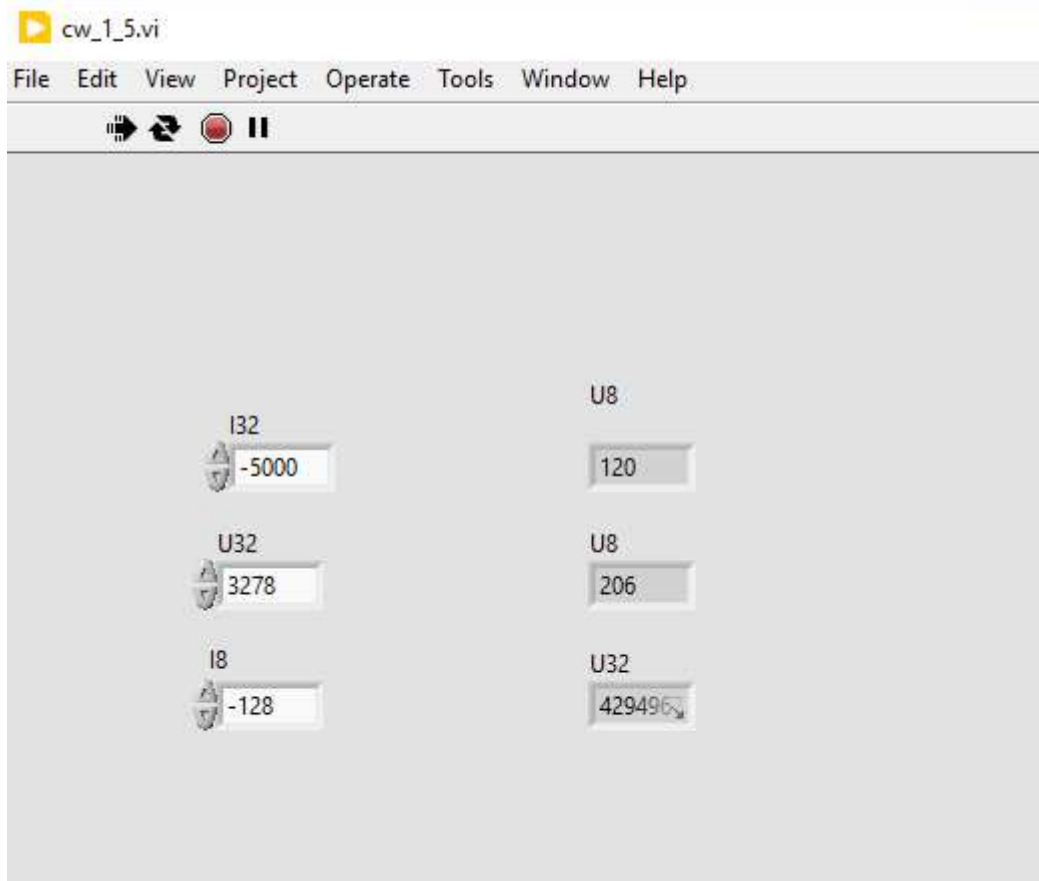 cw_1_5.vi
File Edit View Project Operate Tools Window Help
U8
I32
-5000
120
U32
U8
3278
206
I8
U32
-128
429496